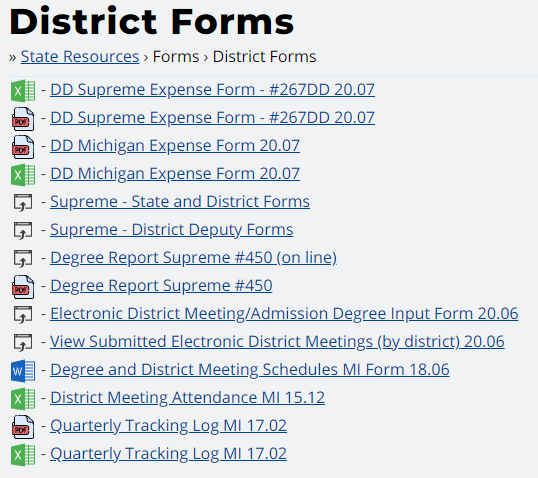 District Forms
» State Resources › Forms › District Forms
- DD Supreme Expense Form - #267DD 20.07
PDF - DD Supreme Expense Form - #267DD 20.07
PDF - DD Michigan Expense Form 20.07
- DD Michigan Expense Form 20.07
- Supreme - State and District Forms
- Supreme - District Deputy Forms
- Degree Report Supreme #450 (on line)
PDF - Degree Report Supreme #450
- Electronic District Meeting/Admission Degree Input Form 20.06
- View Submitted Electronic District Meetings (by district) 20.06
W - Degree and District Meeting Schedules MI Form 18.06
X - District Meeting Attendance MI 15.12
PDF - Quarterly Tracking Log MI 17.02
X - Quarterly Tracking Log MI 17.02